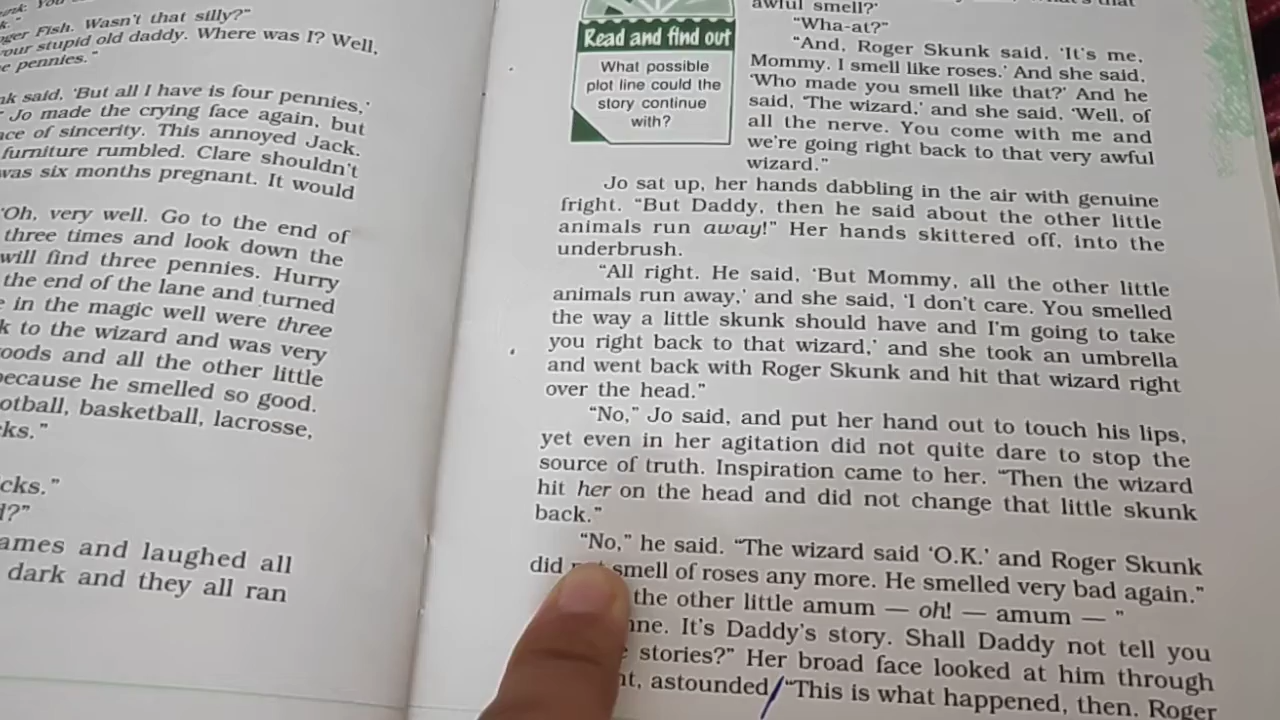 ger Fish. Wasn't that silly?"
your stupid old daddy. Where was I? Well,
e pennies."
nk said, 'But all I have is four pennies,'
Jo made the crying face again, but
ace of sincerity. This annoyed Jack.
furniture rumbled. Clare shouldn't
was six months pregnant. It would
'Oh, very well. Go to the end of
three times and look down the
will find three pennies. Hurry
the end of the lane and turned
e in the magic well were three
k to the wizard and was very
oods and all the other little
because he smelled so good.
otball, basketball, lacrosse,
cks."
cks."
d?"
ames and laughed all
dark and they all ran
Read and find out
What possible
plot line could the
story continue
with?
awful smell?'
"Wha-at?"
"And, Roger Skunk said, 'It's me,
Mommy. I smell like roses.' And she said,
'Who made you smell like that?' And he
said, 'The wizard,' and she said, 'Well, of
all the nerve. You come with me and
we're going right back to that very awful
wizard."
Jo sat up, her hands dabbling in the air with genuine
fright. "But Daddy, then he said about the other little
animals run away!" Her hands skittered off, into the
underbrush.
"All right. He said, 'But Mommy, all the other little
animals run away,' and she said, 'I don't care. You smelled
the way a little skunk should have and I'm going to take
you right back to that wizard,' and she took an umbrella
and went back with Roger Skunk and hit that wizard right
over the head."
"No," Jo said, and put her hand out to touch his lips,
yet even in her agitation did not quite dare to stop the
source of truth. Inspiration came to her. "Then the wizard
hit her on the head and did not change that little skunk
back."
"No," he said. "The wizard said 'O.K.' and Roger Skunk
did smell of roses any more. He smelled very bad again."
the other little amum — oh! — amum — "
nne. It's Daddy's story. Shall Daddy not tell you
stories?" Her broad face looked at him through
astounded. "This is what happened, then. Roger